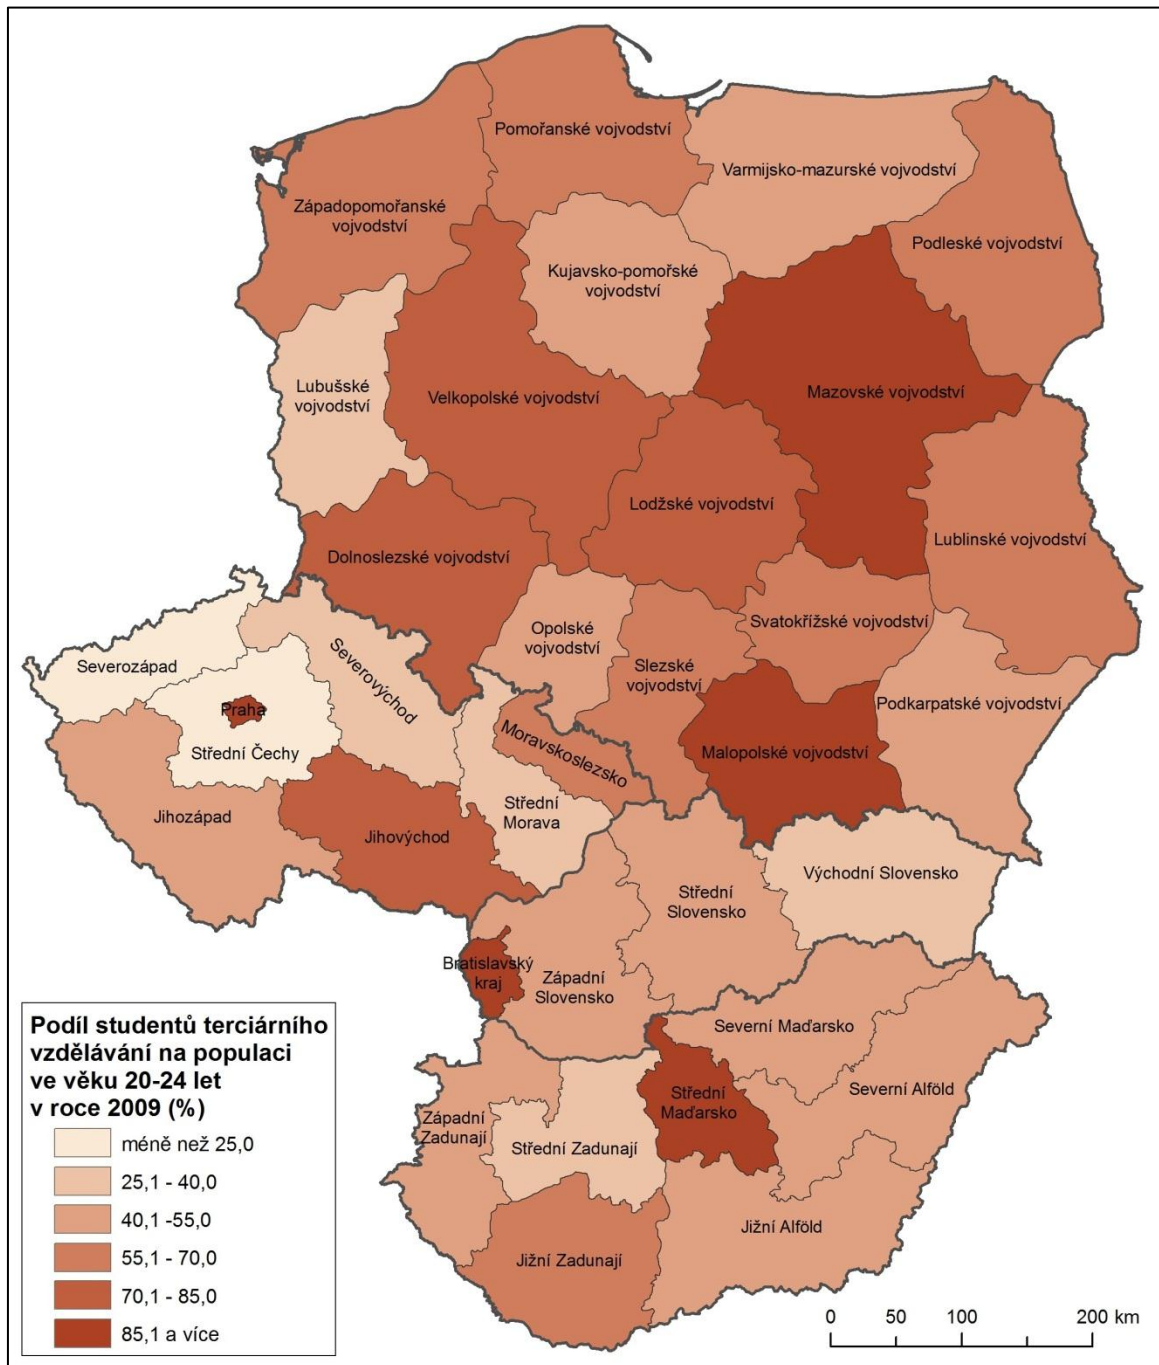 Pomořanské vojvodství
Varmijsko-mazurské vojvodství
Západopomořanské
vojvodství
Podleské vojvodství
Kujavsko-pomořské
vojvodství
Lubušské
vojvodství
Velkopolské vojvodství
Mazovské vojvodství
Lodžské vojvodství
Dolnoslezské vojvodství
Lublinské vojvodství
Opolské
vojvodství
Svatokřížské vojvodství
Slezské
vojvodství
Severozápad
Severovýchod
Podkarpatské vojvodství
Praha
Střední Čechy
Moravskoslezsko
Malopolské vojvodství
Jihozápad
Jihovýchod
Střední
Morava
Východní Slovensko
Střední
Slovensko
Bratislavský
kraj
Západní
Slovensko
Severní Maďarsko
Severní Alföld
Střední
Maďarsko
Západní
Zadunají
Střední Zadunají
Jižní Alföld
Jižní Zadunají
Podíl studentů terciárního
vzdělávání na populaci
ve věku 20-24 let
v roce 2009 (%)
méně než 25,0
25,1 - 40,0
40,1 -55,0
55,1 - 70,0
70,1 - 85,0
85,1 a více
0 50 100 200 km